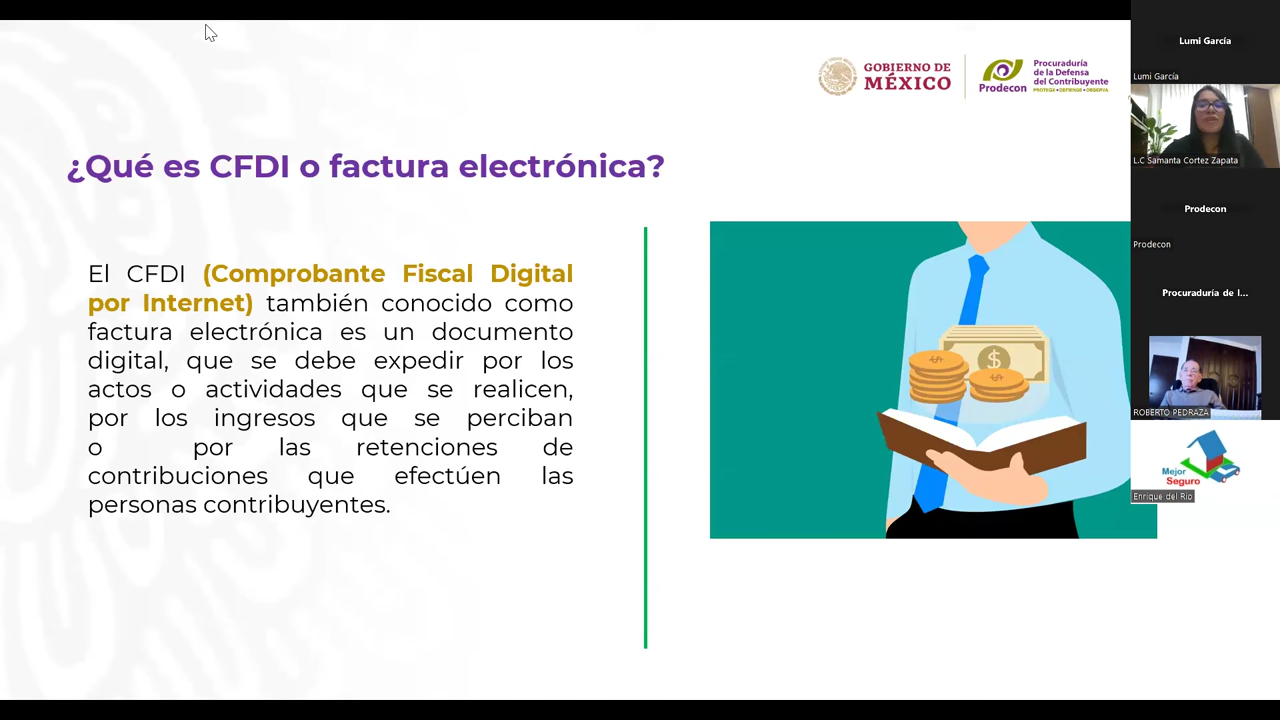 GOBIERNO DE
MÉXICO
Prodecon
Procuraduría
de la Defensa
del Contribuyente
PROTEGE • DEFIENDE • OBSERVA
¿Qué es CFDI o factura electrónica?
El CFDI (Comprobante Fiscal Digital
por Internet) también conocido como
factura electrónica es un documento
digital, que se debe expedir por los
actos o actividades que se realicen,
por los ingresos que se perciban
o por las retenciones de
contribuciones que efectúen las
personas contribuyentes.
$
$
$
Lumi García
Lumi García
L.C Samanta Cortez Zapata
Prodecon
Prodecon
Procuraduría de l...
ROBERTO PEDRAZA
Mejor
Seguro
Enrique del Rio